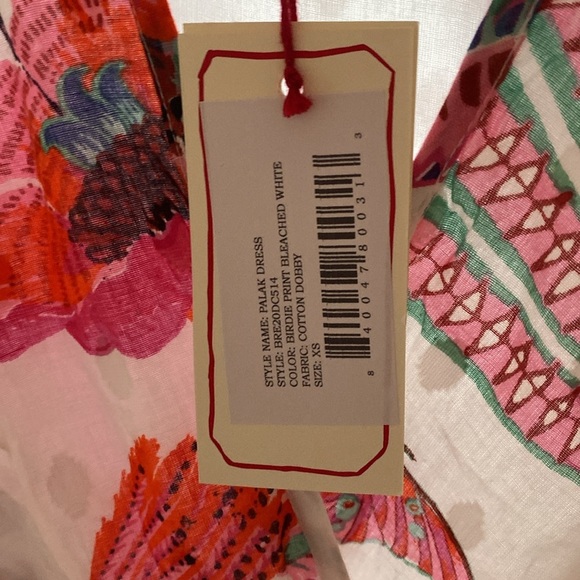 STYLE NAME: PALAK DRESS
STYLE: BRE20DC514
COLOR: BIRDIE PRINT BLEACHED WHITE
FABRIC: COTTON DOBBY
SIZE: XS
8 40047 80031 3